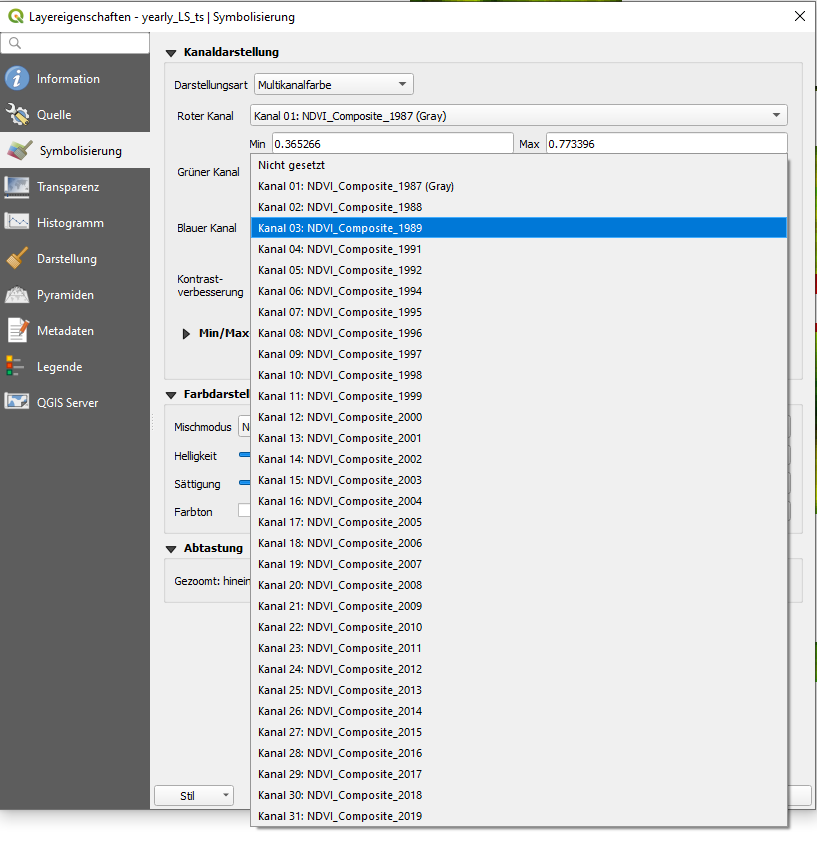 Layereigenschaften - yearly_LS_ts | Symbolisierung
Information
Quelle
Symbolisierung
Transparenz
Histogramm
Darstellung
Pyramiden
Metadaten
Legende
QGIS Server
Kanaldarstellung
Darstellungsart Multikanalfarbe
Roter Kanal Kanal 01: NDVI_Composite_1987 (Gray)
Min 0.365266 Max 0.773396
Grüner Kanal
Blauer Kanal
Kontrast-
verbesserung
Min/Max
Nicht gesetzt
Kanal 01: NDVI_Composite_1987 (Gray)
Kanal 02: NDVI_Composite_1988
Kanal 03: NDVI_Composite_1989
Kanal 04: NDVI_Composite_1991
Kanal 05: NDVI_Composite_1992
Kanal 06: NDVI_Composite_1994
Kanal 07: NDVI_Composite_1995
Kanal 08: NDVI_Composite_1996
Kanal 09: NDVI_Composite_1997
Kanal 10: NDVI_Composite_1998
Kanal 11: NDVI_Composite_1999
Kanal 12: NDVI_Composite_2000
Kanal 13: NDVI_Composite_2001
Kanal 14: NDVI_Composite_2002
Kanal 15: NDVI_Composite_2003
Kanal 16: NDVI_Composite_2004
Kanal 17: NDVI_Composite_2005
Kanal 18: NDVI_Composite_2006
Kanal 19: NDVI_Composite_2007
Kanal 20: NDVI_Composite_2008
Kanal 21: NDVI_Composite_2009
Kanal 22: NDVI_Composite_2010
Kanal 23: NDVI_Composite_2011
Kanal 24: NDVI_Composite_2012
Kanal 25: NDVI_Composite_2013
Kanal 26: NDVI_Composite_2014
Kanal 27: NDVI_Composite_2015
Kanal 28: NDVI_Composite_2016
Kanal 29: NDVI_Composite_2017
Kanal 30: NDVI_Composite_2018
Kanal 31: NDVI_Composite_2019
Farbdarstell
Mischmodus N
Helligkeit
Sättigung
Farbton
Abtastung
Gezoomt: hinein
Stil